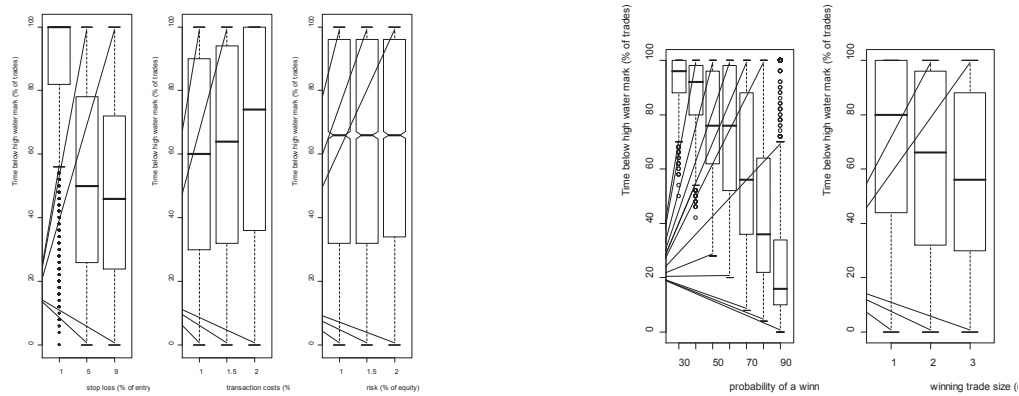 Time below high water mark (% of trades)
0 20 40 60 80 100
1 5 9
stop loss (% of entry
Time below high water mark (% of trades)
0 20 40 60 80 100
1 1.5 2
transaction costs (%
Time below high water mark (% of trades)
0 20 40 60 80 100
1 1.5 2
risk (% of equity)
Time below high water mark (% of trades)
0 20 40 60 80 100
30 50 70 90
probability of a winn
Time below high water mark (% of trades)
0 20 40 60 80 100
1 2 3
winning trade size (